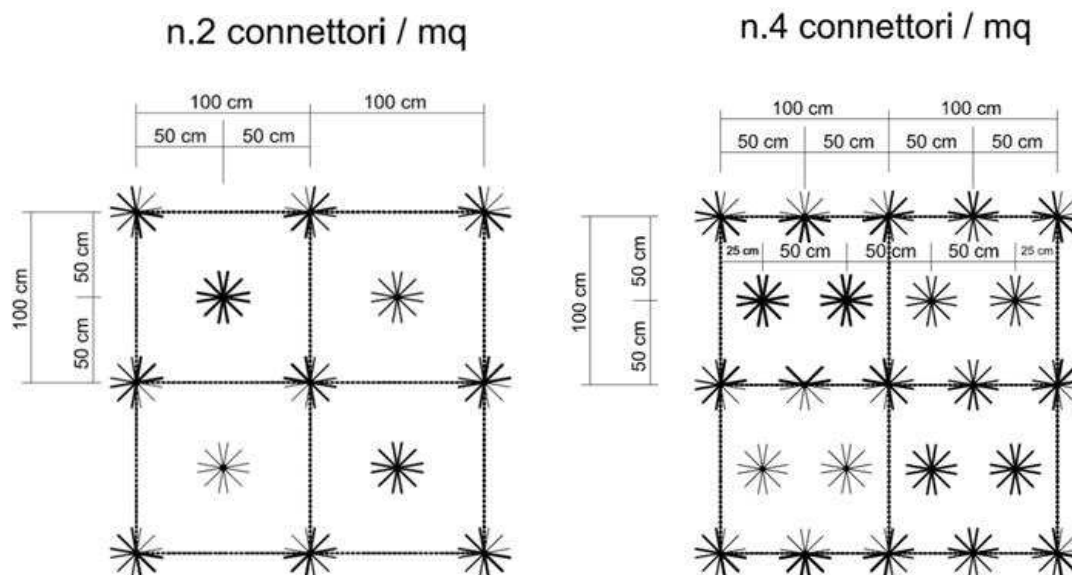 n.2 connettori / mq
100 cm 100 cm
50 cm 50 cm
100 cm
50 cm
50 cm
n.4 connettori / mq
100 cm 100 cm
50 cm 50 cm 50 cm 50 cm
25 cm 50 cm 50 cm 50 cm 25 cm
100 cm
50 cm
50 cm